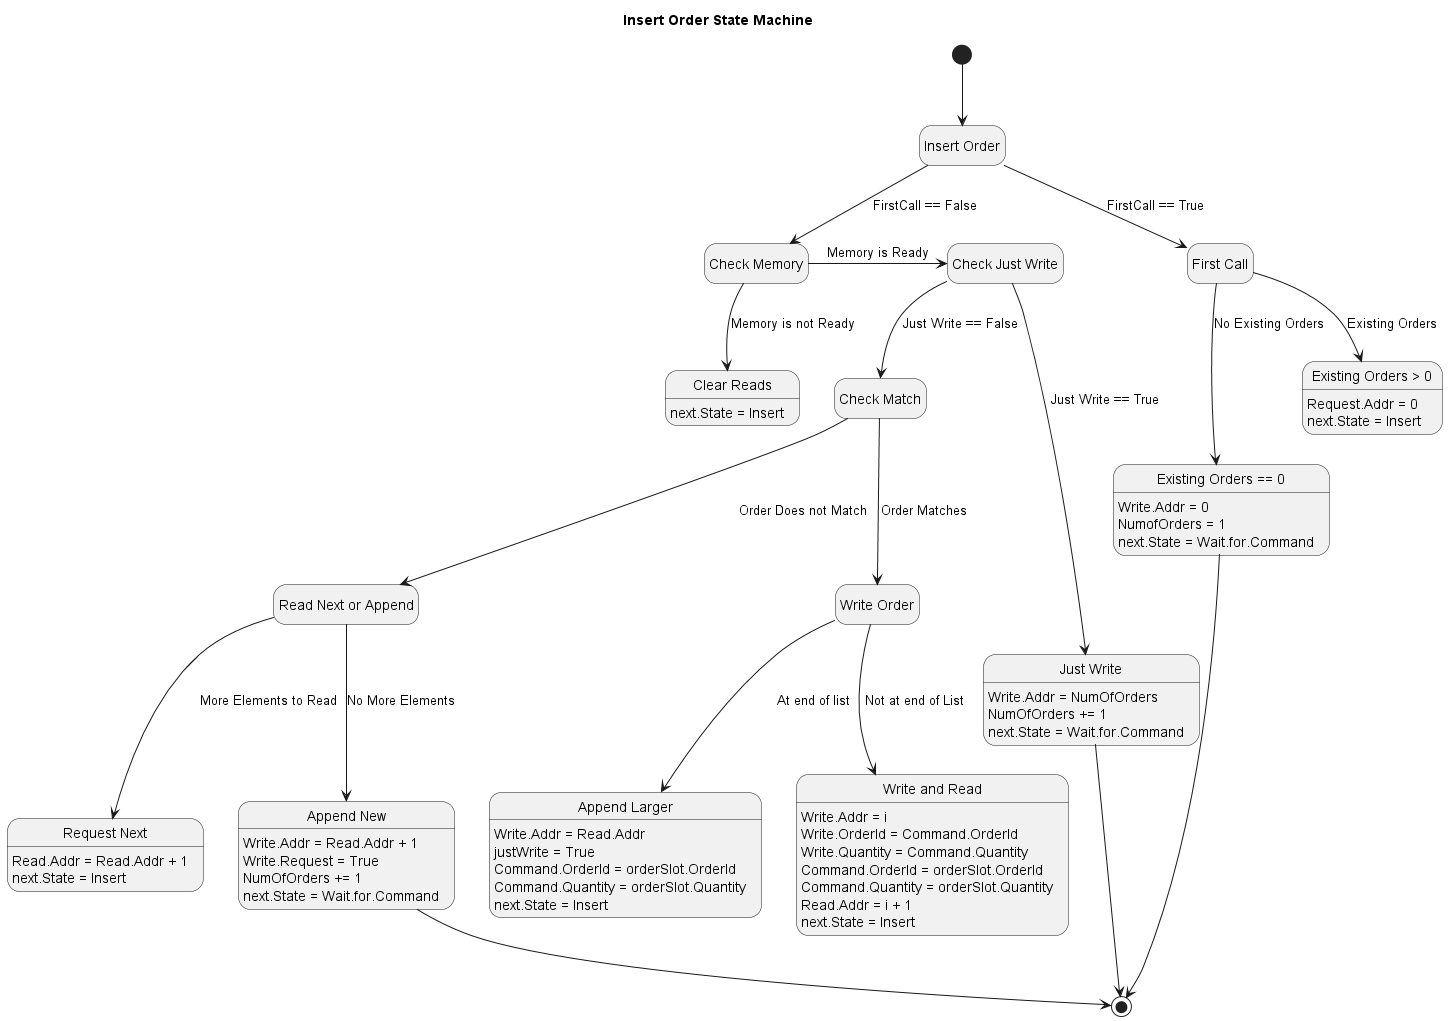 Insert Order State Machine
Insert Order
FirstCall == False
FirstCall == True
Check Memory
Memory is Ready
Check Just Write
First Call
Memory is not Ready
Just Write == False
No Existing Orders
Existing Orders
Clear Reads
next.State = Insert
Check Match
Just Write == True
Existing Orders > 0
Request.Addr = 0
next.State = Insert
Existing Orders == 0
Write.Addr = 0
NumofOrders = 1
next.State = Wait.for.Command
Order Does not Match
Order Matches
Read Next or Append
Write Order
Just Write
Write.Addr = NumOfOrders
NumOfOrders += 1
next.State = Wait.for.Command
More Elements to Read
No More Elements
At end of list
Not at end of List
Request Next
Read.Addr = Read.Addr + 1
next.State = Insert
Append New
Write.Addr = Read.Addr + 1
Write.Request = True
NumOfOrders += 1
next.State = Wait.for.Command
Append Larger
Write.Addr = Read.Addr
justWrite = True
Command.OrderId = orderSlot.OrderId
Command.Quantity = orderSlot.Quantity
next.State = Insert
Write and Read
Write.Addr = i
Write.OrderId = Command.OrderId
Write.Quantity = Command.Quantity
Command.OrderId = orderSlot.OrderId
Command.Quantity = orderSlot.Quantity
Read.Addr = i + 1
next.State = Insert